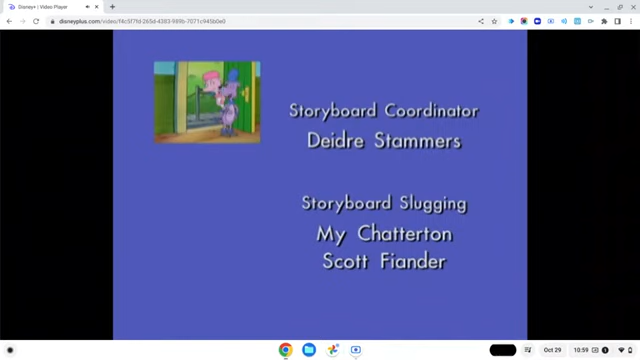 Disney+ | Video Player
disneyplus.com/video/f4c5f7fd-265d-4383-989b-7071c945b0e0
Storyboard Coordinator
Deidre Stammers
Storyboard Slugging
My Chatterton
Scott Fiander
Oct 29
10:59